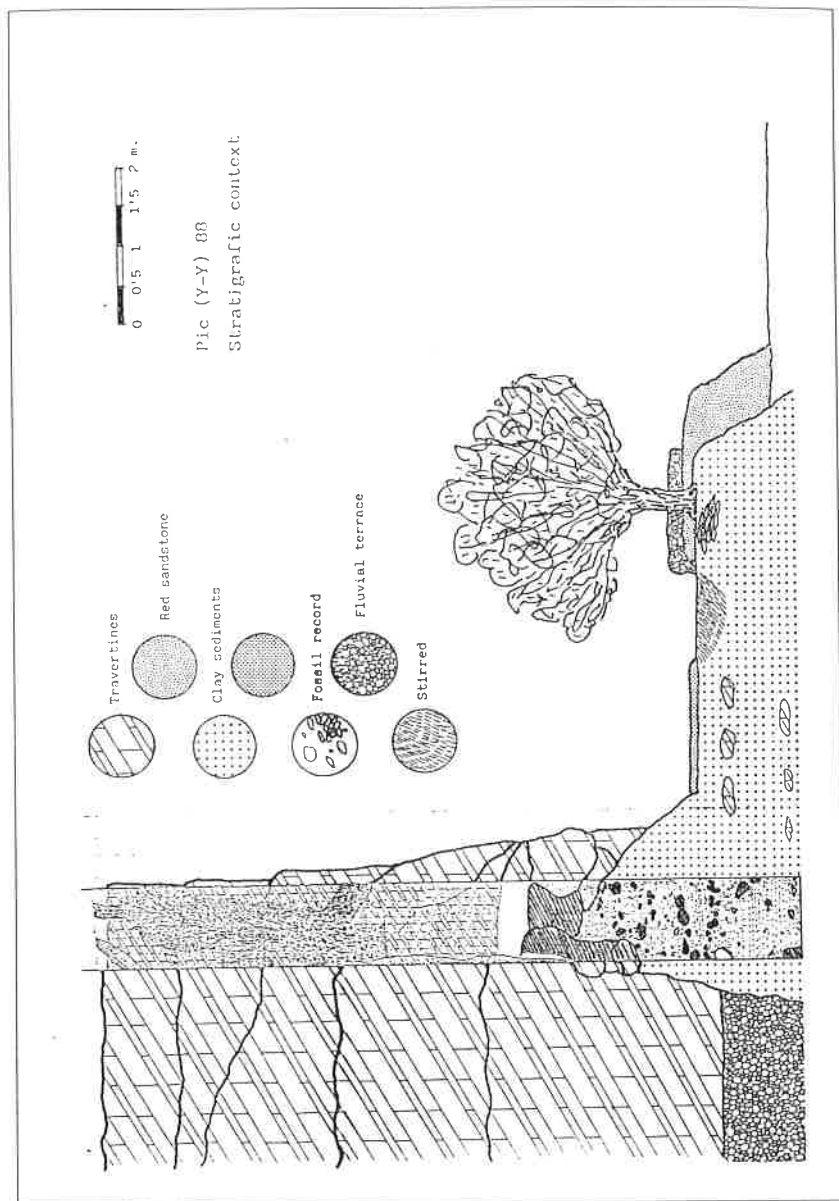 0 0'5 1 1'5 2 m.
Pic (Y-Y) 88
Stratigrafic context
Travertines
Red sandstone
Clay sediments
Fossil record
Fluvial terrace
Stirred